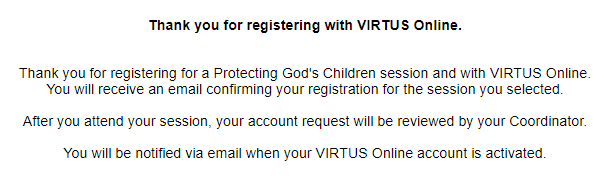 Thank you for registering with VIRTUS Online.
Thank you for registering for a Protecting God's Children session and with VIRTUS Online.
You will receive an email confirming your registration for the session you selected.
After you attend your session, your account request will be reviewed by your Coordinator.
You will be notified via email when your VIRTUS Online account is activated.